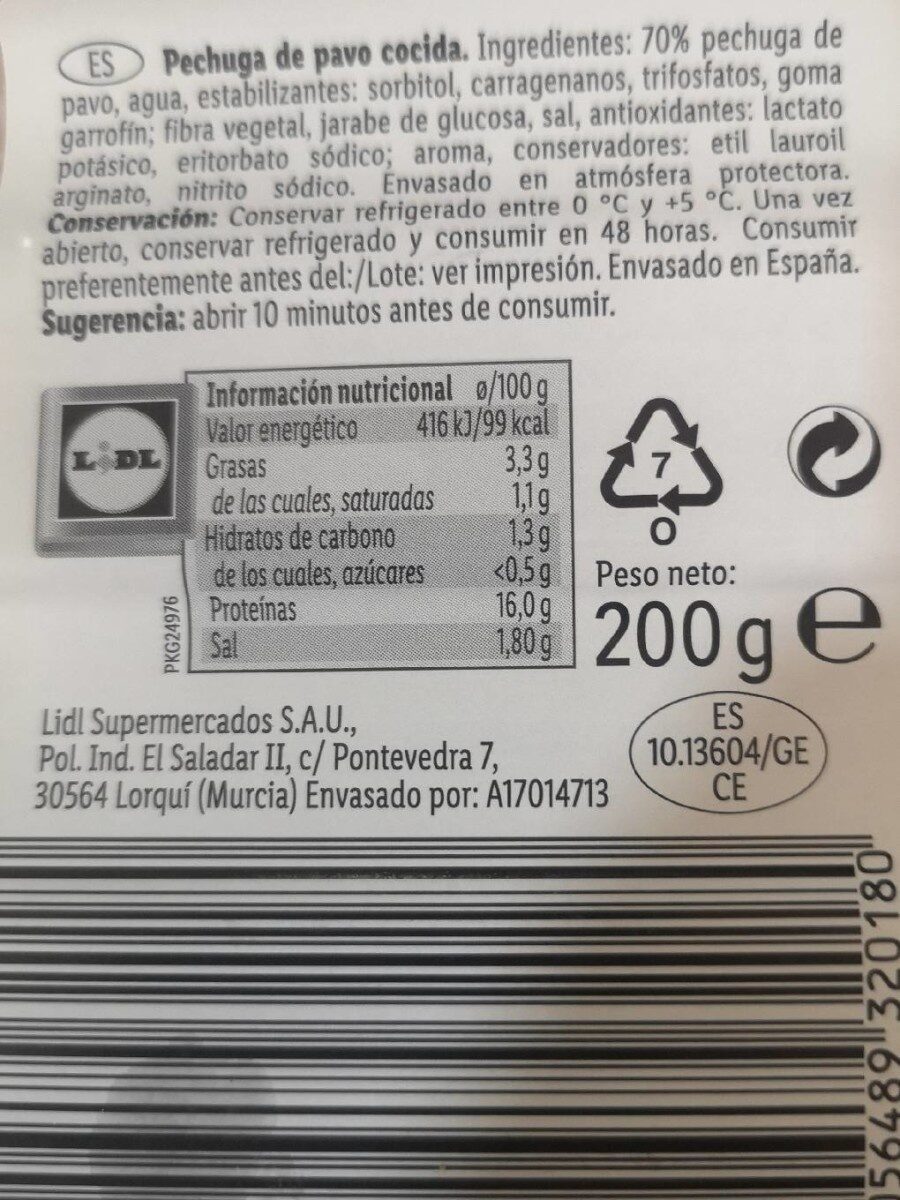 ES Pechuga de pavo cocida. Ingredientes: 70% pechuga de
pavo, agua, estabilizantes: sorbitol, carragenanos, trifosfatos, goma
garrofín; fibra vegetal, jarabe de glucosa, sal, antioxidantes: lactato
potásico, eritorbato sódico; aroma, conservadores: etil lauroil
arginato, nitrito sódico. Envasado en atmósfera protectora.
Conservación: Conservar refrigerado entre 0 °C y +5 °C. Una vez
abierto, conservar refrigerado y consumir en 48 horas. Consumir
preferentemente antes del:/Lote: ver impresión. Envasado en España.
Sugerencia: abrir 10 minutos antes de consumir.
LIDL
Información nutricional ø/100 g
Valor energético 416 kJ/99 kcal
Grasas 3,3 g
de las cuales, saturadas 1,1 g
Hidratos de carbono 1,3 g
de los cuales, azúcares <0,5 g
Proteínas 16,0 g
Sal 1,80 g
PKG24976
7
O
Peso neto:
200 g e
Lidl Supermercados S.A.U.,
Pol. Ind. El Saladar II, c/ Pontevedra 7,
30564 Lorquí (Murcia) Envasado por: A17014713
ES
10.13604/GE
CE
56489 320180